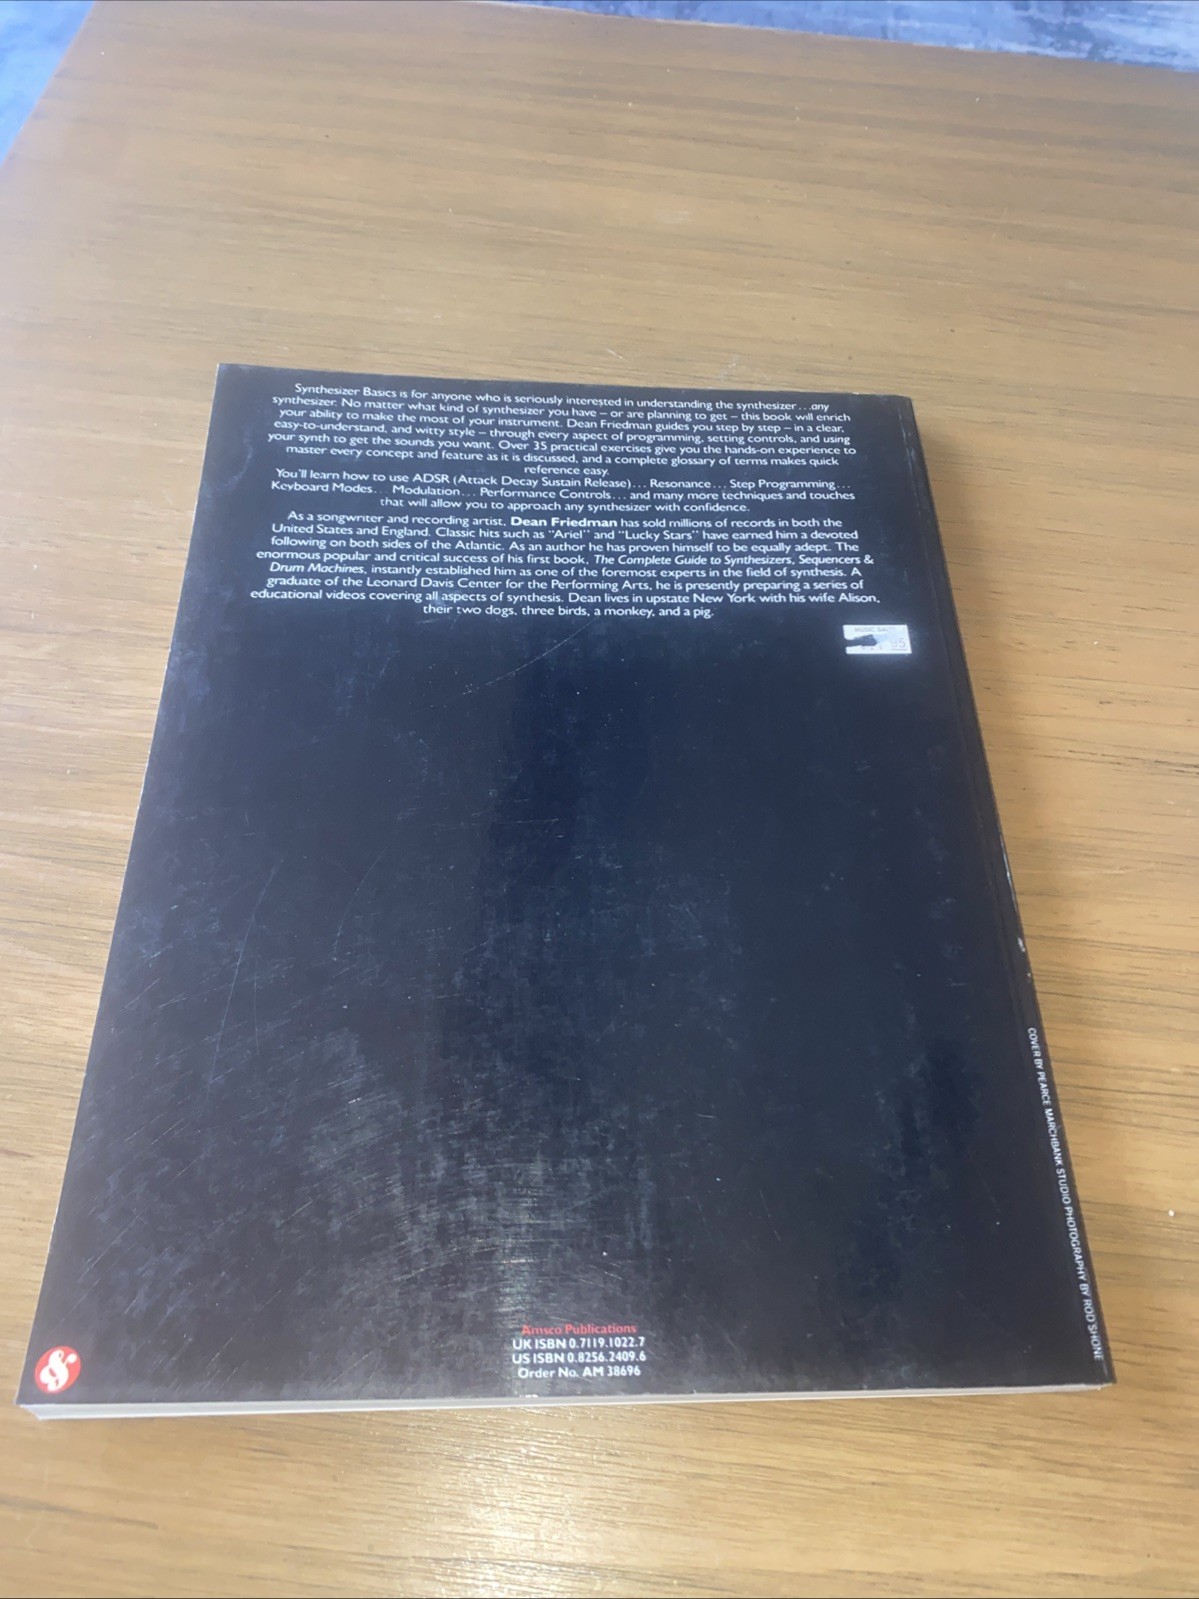 Synthesizer Basics is for anyone who is seriously interested in understanding the synthesizer...any
synthesizer. No matter what kind of synthesizer you have – or are planning to get – this book will enrich
your ability to make the most of your instrument. Dean Friedman guides you step by step – in a clear,
easy-to-understand, and witty style – through every aspect of programming, setting controls, and using
your synth to get the sounds you want. Over 35 practical exercises give you the hands-on experience to
master every concept and feature as it is discussed, and a complete glossary of terms makes quick
reference easy.
You'll learn how to use ADSR (Attack Decay Sustain Release)... Resonance... Step Programming...
Keyboard Modes... Modulation... Performance Controls... and many more techniques and touches
that will allow you to approach any synthesizer with confidence.
As a songwriter and recording artist, Dean Friedman has sold millions of records in both the
United States and England. Classic hits such as "Ariel" and "Lucky Stars" have earned him a devoted
following on both sides of the Atlantic. As an author he has proven himself to be equally adept. The
enormous popular and critical success of his first book, The Complete Guide to Synthesizers, Sequencers &
Drum Machines, instantly established him as one of the foremost experts in the field of synthesis. A
graduate of the Leonard Davis Center for the Performing Arts, he is presently preparing a series of
educational videos covering all aspects of synthesis. Dean lives in upstate New York with his wife Alison,
their two dogs, three birds, a monkey, and a pig.
MUSIC
95
COVER BY PEARCE MARCHBANK STUDIO PHOTOGRAPHY BY ROD SHONE
Amsco Publications
UK ISBN 0.7119.1022.7
US ISBN 0.8256.2409.6
Order No. AM 38696